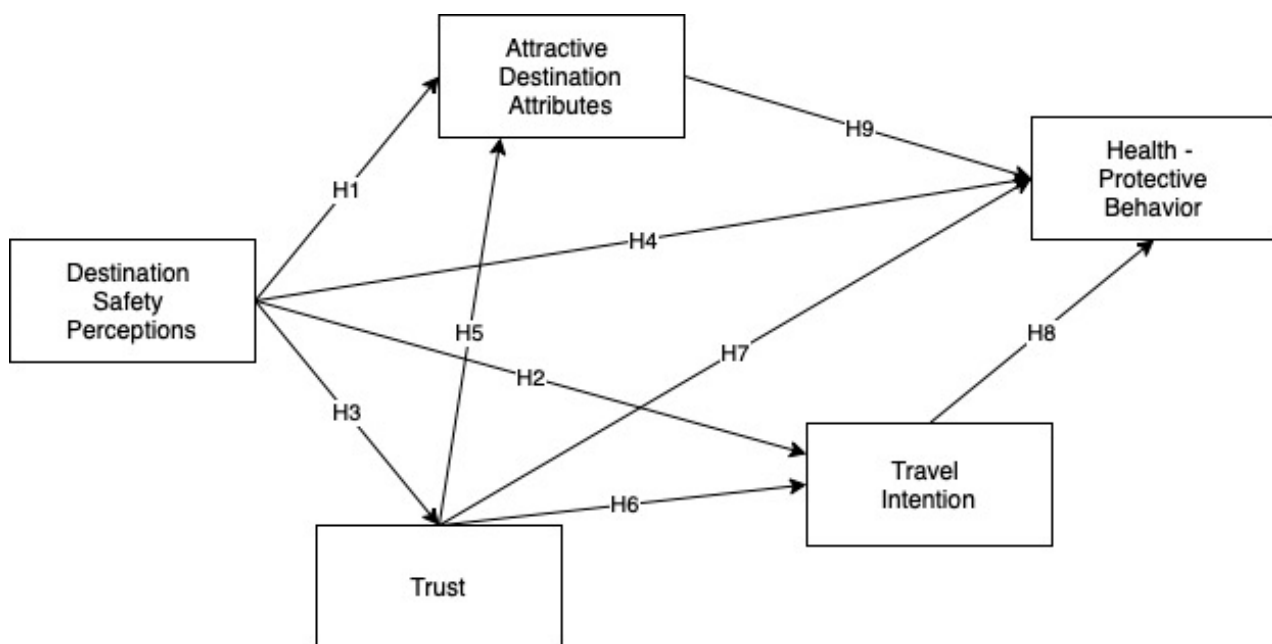 Attractive
Destination
Attributes
H9
Health -
Protective
Behavior
H1
H4
Destination
Safety
Perceptions
H5
H7
H8
H2
H3
Travel
Intention
H6
Trust